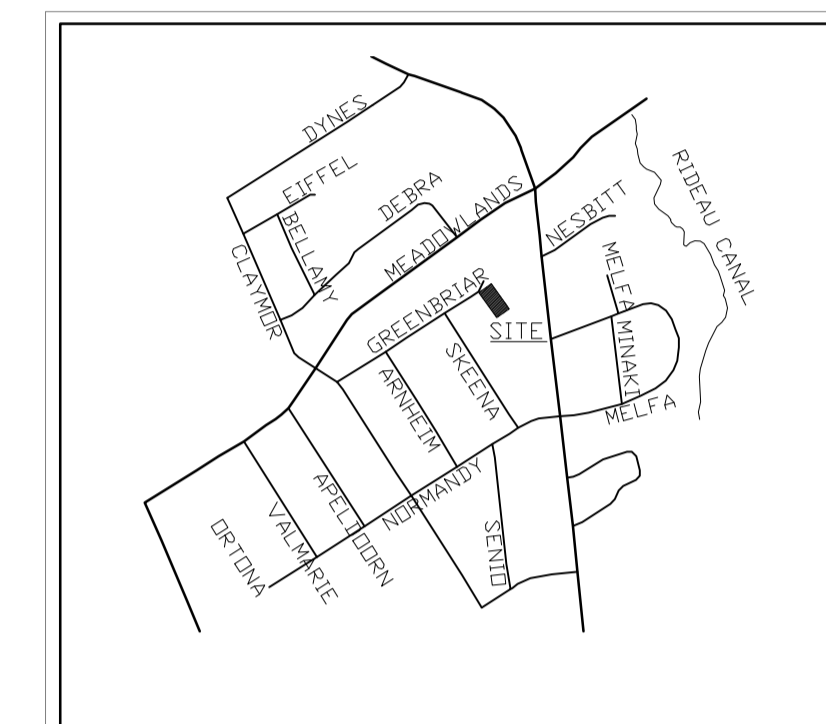 DYNES
EIFFEL
BELLAMY
DEBRA
CLAYMOR
MEADOWLANDS
NESBITT
RIDEAU CANAL
GREENBRIAR
SITE
MELFA
MINAKI
SKEENA
ARNHEIM
MELFA
NORMANDY
APELDOORN
VALMARIE
ORTONA
SENIO